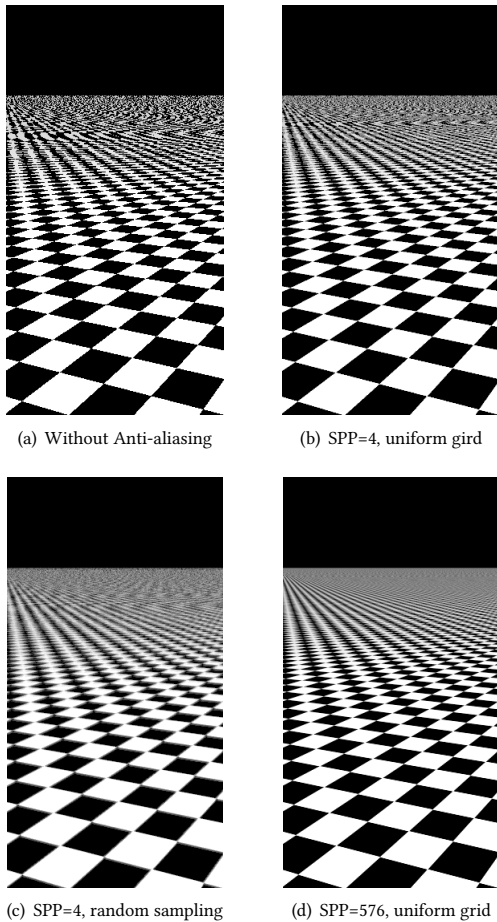 (a) Without Anti-aliasing
(b) SPP=4, uniform gird
(c) SPP=4, random sampling
(d) SPP=576, uniform grid